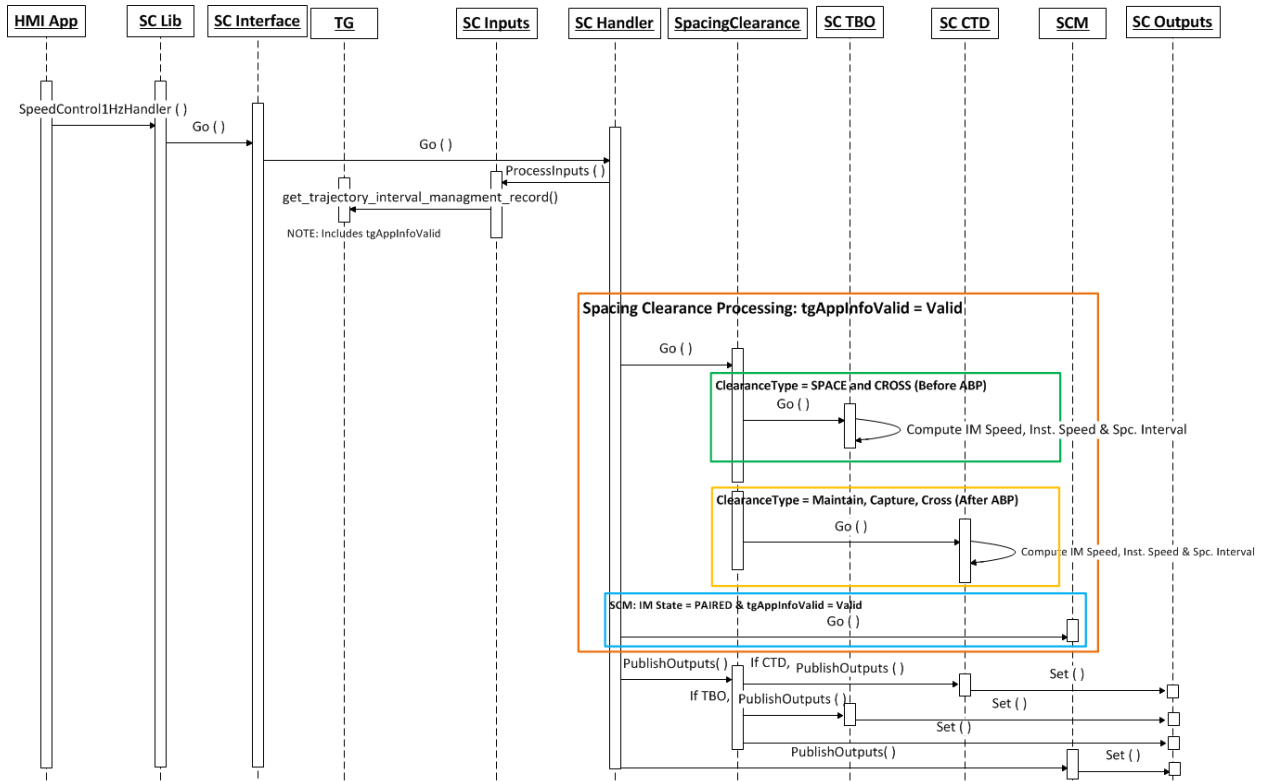 HMI App
SC Lib
SC Interface
TG
SC Inputs
SC Handler
SpacingClearance
SC TBO
SC CTD
SCM
SC Outputs
SpeedControl1HzHandler ( )
Go ( )
Go ( )
ProcessInputs ( )
get_trajectory_interval_managment_record()
NOTE: Includes tgAppInfoValid
Spacing Clearance Processing: tgAppInfoValid = Valid
Go ( )
ClearanceType = SPACE and CROSS (Before ABP)
Go ( )
Compute IM Speed, Inst. Speed & Spc. Interval
ClearanceType = Maintain, Capture, Cross (After ABP)
Go ( )
Compute IM Speed, Inst. Speed & Spc. Interval
SCM: IM State = PAIRED & tgAppInfoValid = Valid
Go ( )
PublishOutputs( )
If CTD, PublishOutputs ( )
Set ( )
If TBO, PublishOutputs ( )
Set ( )
Set ( )
PublishOutputs( )
Set ( )